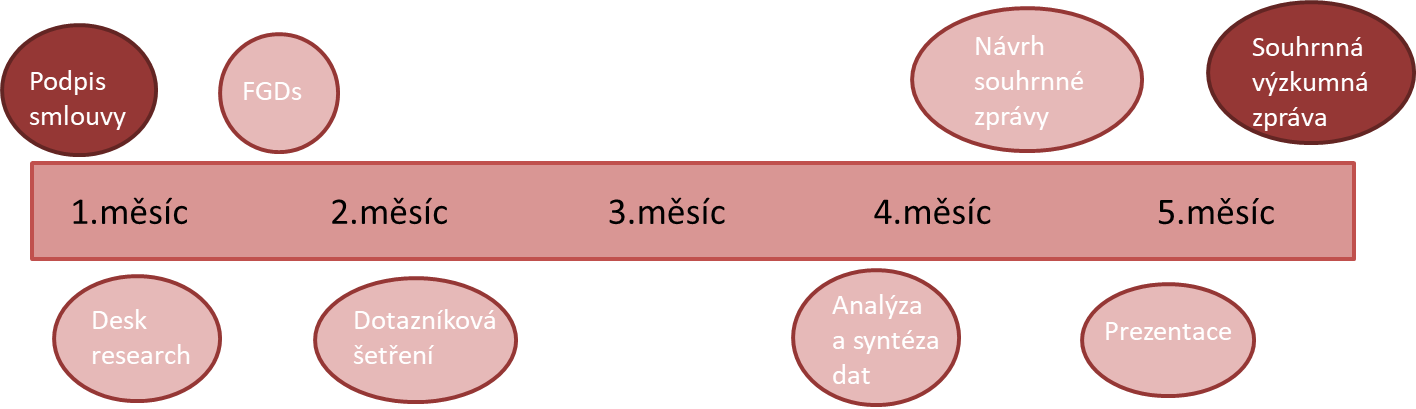 Podpis
smlouvy
FGDs
Návrh
souhrnné
zprávy
Souhrnná
výzkumná
zpráva
1.měsíc
2.měsíc
3.měsíc
4.měsíc
5.měsíc
Desk
research
Dotazníková
šetření
Analýza
a syntéza
dat
Prezentace